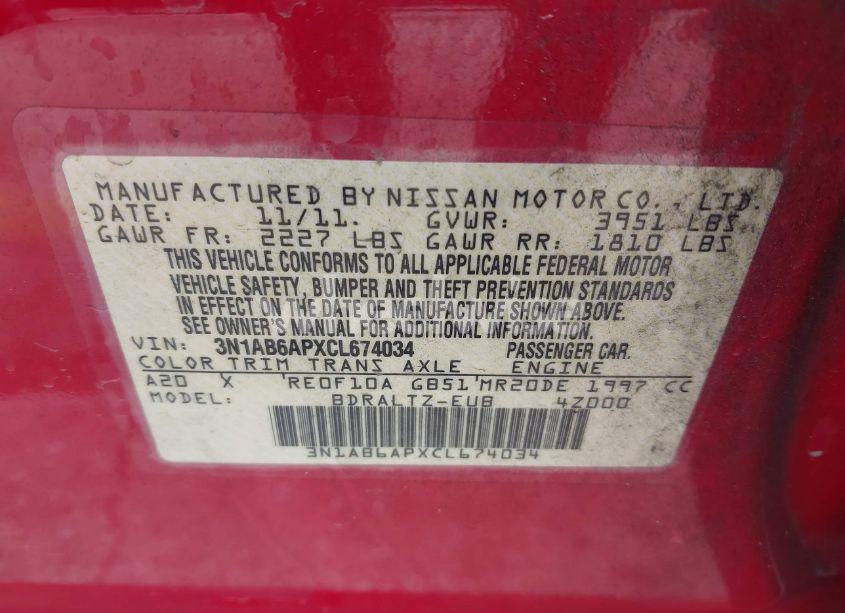 MANUFACTURED BY NISSAN MOTOR CO., LTD.
DATE: 11/11. GVWR: 3951 LBS
GAWR FR: 2227 LBS GAWR RR: 1810 LBS
THIS VEHICLE CONFORMS TO ALL APPLICABLE FEDERAL MOTOR
VEHICLE SAFETY, BUMPER AND THEFT PREVENTION STANDARDS
IN EFFECT ON THE DATE OF MANUFACTURE SHOWN ABOVE.
SEE OWNER'S MANUAL FOR ADDITIONAL INFORMATION.
VIN: 3N1AB6APXCL674034 PASSENGER CAR.
COLOR TRIM TRANS AXLE ENGINE
A20 X 'RE0F10A GB51'MR20DE 1997 CC
MODEL: BDRALTZ-EUB 4Z000
3N1AB6APXCL674034